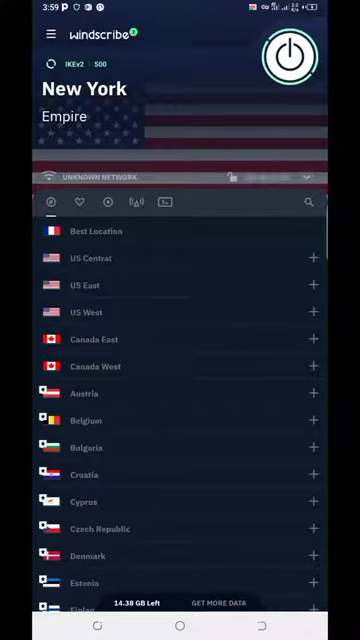 3:59
windscribe 2
IKEv2 500
New York
Empire
UNKNOWN NETWORK
Best Location
US Central
US East
US West
Canada East
Canada West
Austria
Belgium
Bulgaria
Croatia
Cyprus
Czech Republic
Denmark
Estonia
14.38 GB Left GET MORE DATA